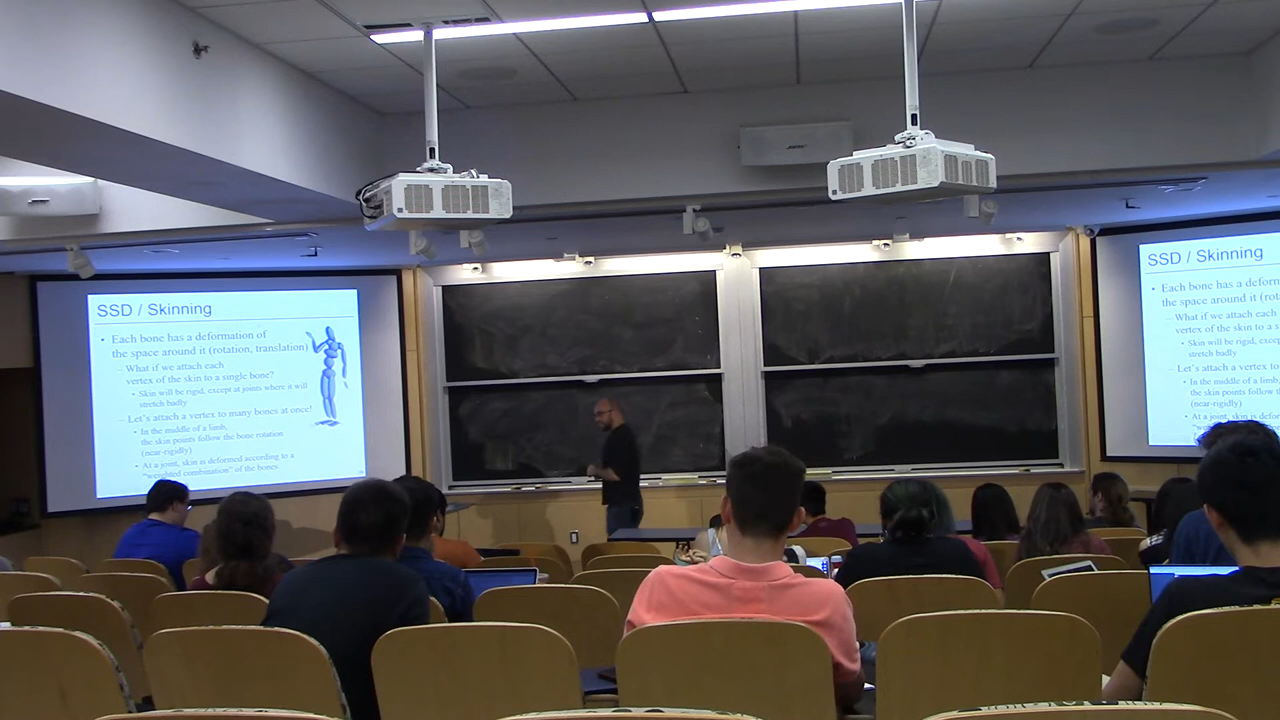 SSD / Skinning
• Each bone has a deformation of
the space around it (rotation, translation)
– What if we attach each
vertex of the skin to a single bone?
• Skin will be rigid, except at joints where it will
stretch badly
– Let's attach a vertex to many bones at once!
• In the middle of a limb,
the skin points follow the bone rotation
(near-rigidly)
• At a joint, skin is deformed according to a
"weighted combination" of the bones
BOSE
SSD / Skinning
• Each bone has a deform
the space around it (rota
– What if we attach each
vertex of the skin to a s
• Skin will be rigid, excep
stretch badly
– Let's attach a vertex to
• In the middle of a limb,
the skin points follow th
(near-rigidly)
• At a joint, skin is defor